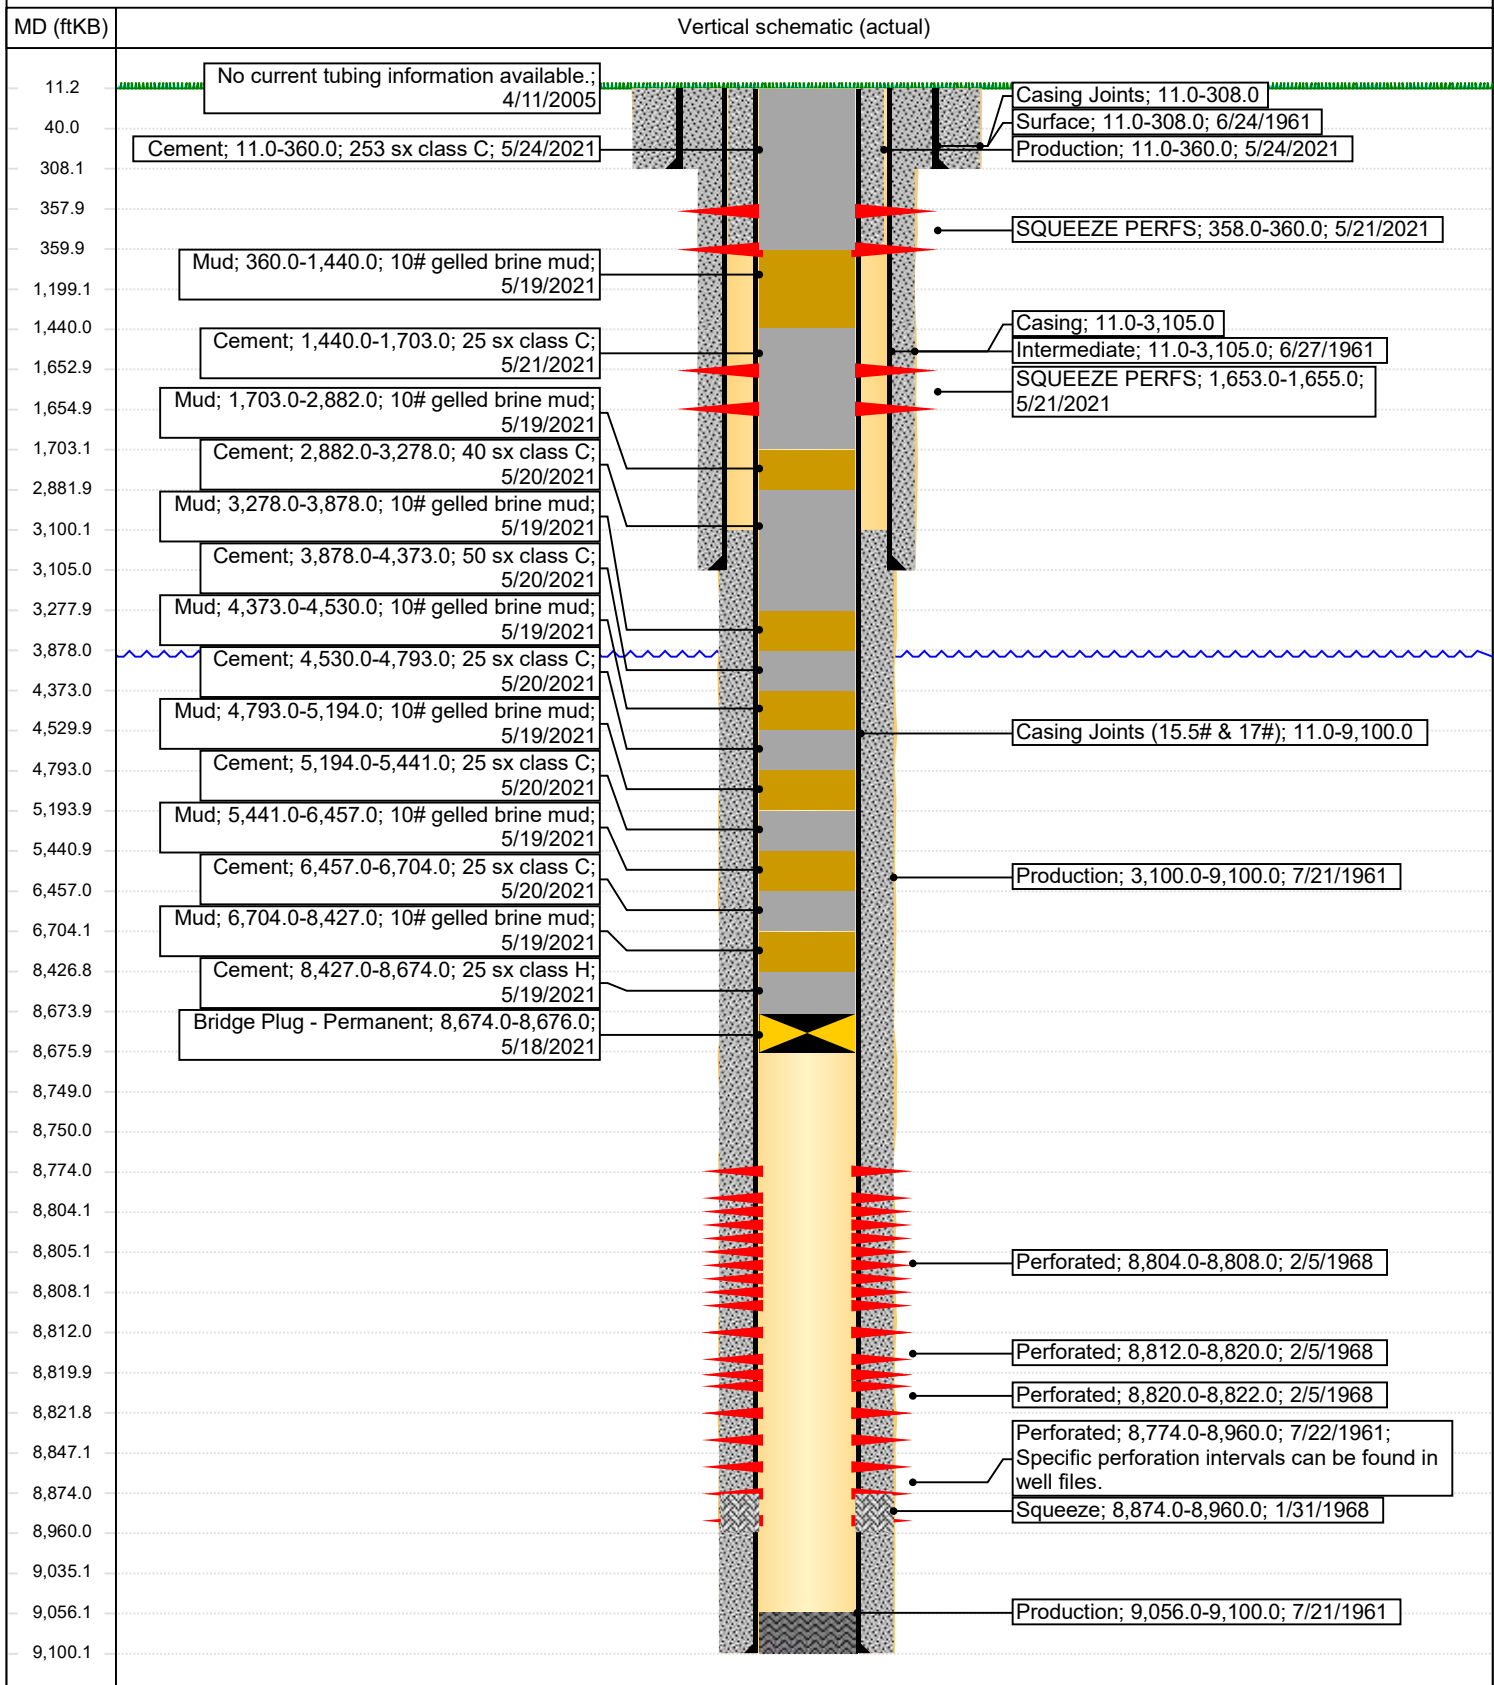 MD (ftKB)
Vertical schematic (actual)
11.2
40.0
308.1
357.9
359.9
1,199.1
1,440.0
1,652.9
1,654.9
1,703.1
2,881.9
3,100.1
3,105.0
3,277.9
3,878.0
4,373.0
4,529.9
4,793.0
5,193.9
5,440.9
6,457.0
6,704.1
8,426.8
8,673.9
8,675.9
8,749.0
8,750.0
8,774.0
8,804.1
8,805.1
8,808.1
8,812.0
8,819.9
8,821.8
8,847.1
8,874.0
8,960.0
9,035.1
9,056.1
9,100.1
No current tubing information available.;
4/11/2005
Cement; 11.0-360.0; 253 sx class C; 5/24/2021
Mud; 360.0-1,440.0; 10# gelled brine mud;
5/19/2021
Cement; 1,440.0-1,703.0; 25 sx class C;
5/21/2021
Mud; 1,703.0-2,882.0; 10# gelled brine mud;
5/19/2021
Cement; 2,882.0-3,278.0; 40 sx class C;
5/20/2021
Mud; 3,278.0-3,878.0; 10# gelled brine mud;
5/19/2021
Cement; 3,878.0-4,373.0; 50 sx class C;
5/20/2021
Mud; 4,373.0-4,530.0; 10# gelled brine mud;
5/19/2021
Cement; 4,530.0-4,793.0; 25 sx class C;
5/20/2021
Mud; 4,793.0-5,194.0; 10# gelled brine mud;
5/19/2021
Cement; 5,194.0-5,441.0; 25 sx class C;
5/20/2021
Mud; 5,441.0-6,457.0; 10# gelled brine mud;
5/19/2021
Cement; 6,457.0-6,704.0; 25 sx class C;
5/20/2021
Mud; 6,704.0-8,427.0; 10# gelled brine mud;
5/19/2021
Cement; 8,427.0-8,674.0; 25 sx class H;
5/19/2021
Bridge Plug - Permanent; 8,674.0-8,676.0;
5/18/2021
Casing Joints; 11.0-308.0
Surface; 11.0-308.0; 6/24/1961
Production; 11.0-360.0; 5/24/2021
SQUEEZE PERFS; 358.0-360.0; 5/21/2021
Casing; 11.0-3,105.0
Intermediate; 11.0-3,105.0; 6/27/1961
SQUEEZE PERFS; 1,653.0-1,655.0;
5/21/2021
Casing Joints (15.5# & 17#); 11.0-9,100.0
Production; 3,100.0-9,100.0; 7/21/1961
Perforated; 8,804.0-8,808.0; 2/5/1968
Perforated; 8,812.0-8,820.0; 2/5/1968
Perforated; 8,820.0-8,822.0; 2/5/1968
Perforated; 8,774.0-8,960.0; 7/22/1961;
Specific perforation intervals can be found in
well files.
Squeeze; 8,874.0-8,960.0; 1/31/1968
Production; 9,056.0-9,100.0; 7/21/1961